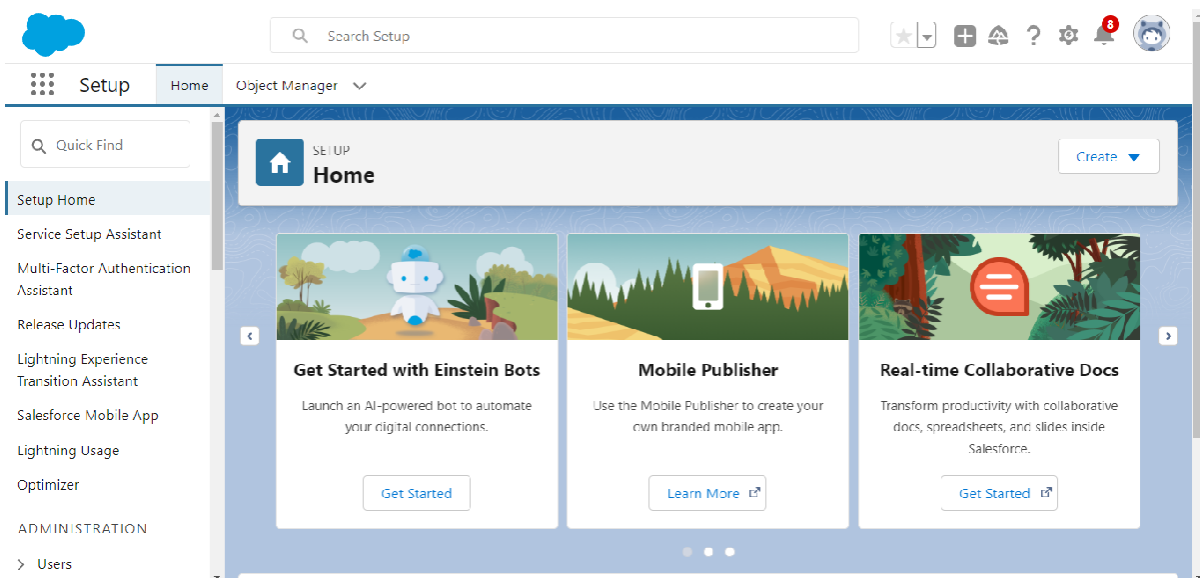 Search Setup
8
Setup
Home
Object Manager
Quick Find
Setup Home
Service Setup Assistant
Multi-Factor Authentication
Assistant
Release Updates
Lightning Experience
Transition Assistant
Salesforce Mobile App
Lightning Usage
Optimizer
ADMINISTRATION
Users
SETUP
Home
Create
Get Started with Einstein Bots
Launch an AI-powered bot to automate
your digital connections.
Get Started
Mobile Publisher
Use the Mobile Publisher to create your
own branded mobile app.
Learn More
Real-time Collaborative Docs
Transform productivity with collaborative
docs, spreadsheets, and slides inside
Salesforce.
Get Started